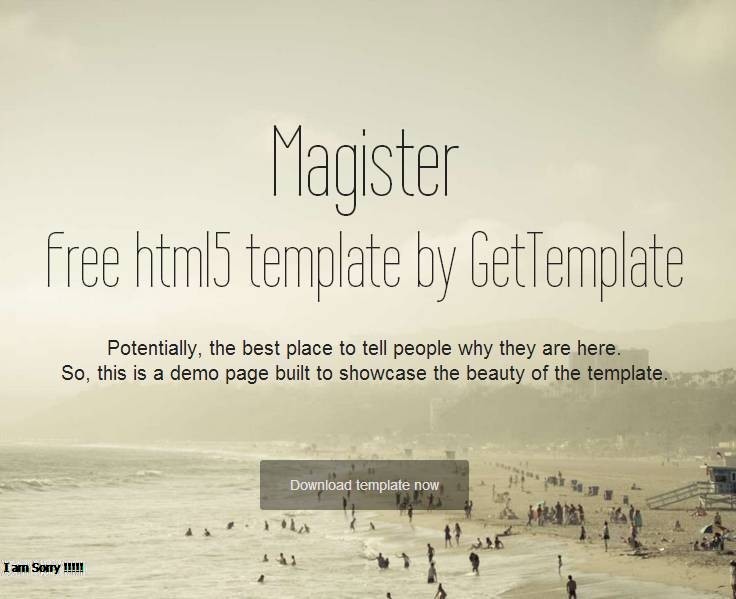 Magister
Free html5 template by GetTemplate
Potentially, the best place to tell people why they are here.
So, this is a demo page built to showcase the beauty of the template.
Download template now
I am Sorry !!!!!